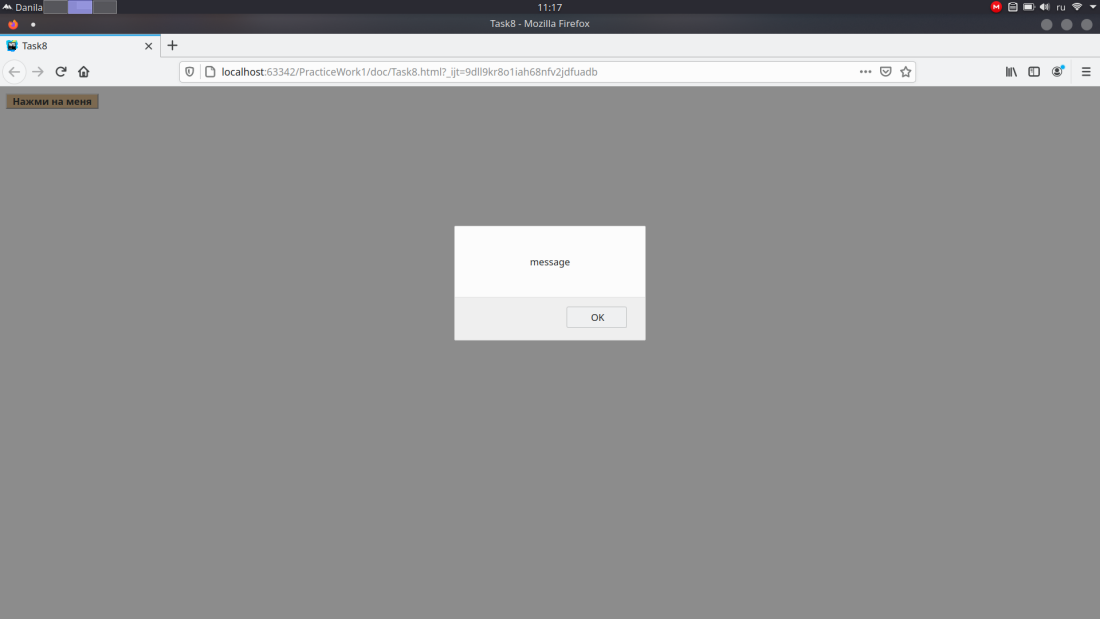 Danila
11:17
ru
Task8 - Mozilla Firefox
Task8
localhost:63342/PracticeWork1/doc/Task8.html?_ijt=9dll9kr8o1iah68nfv2jdfuadb
Нажми на меня
message
OK